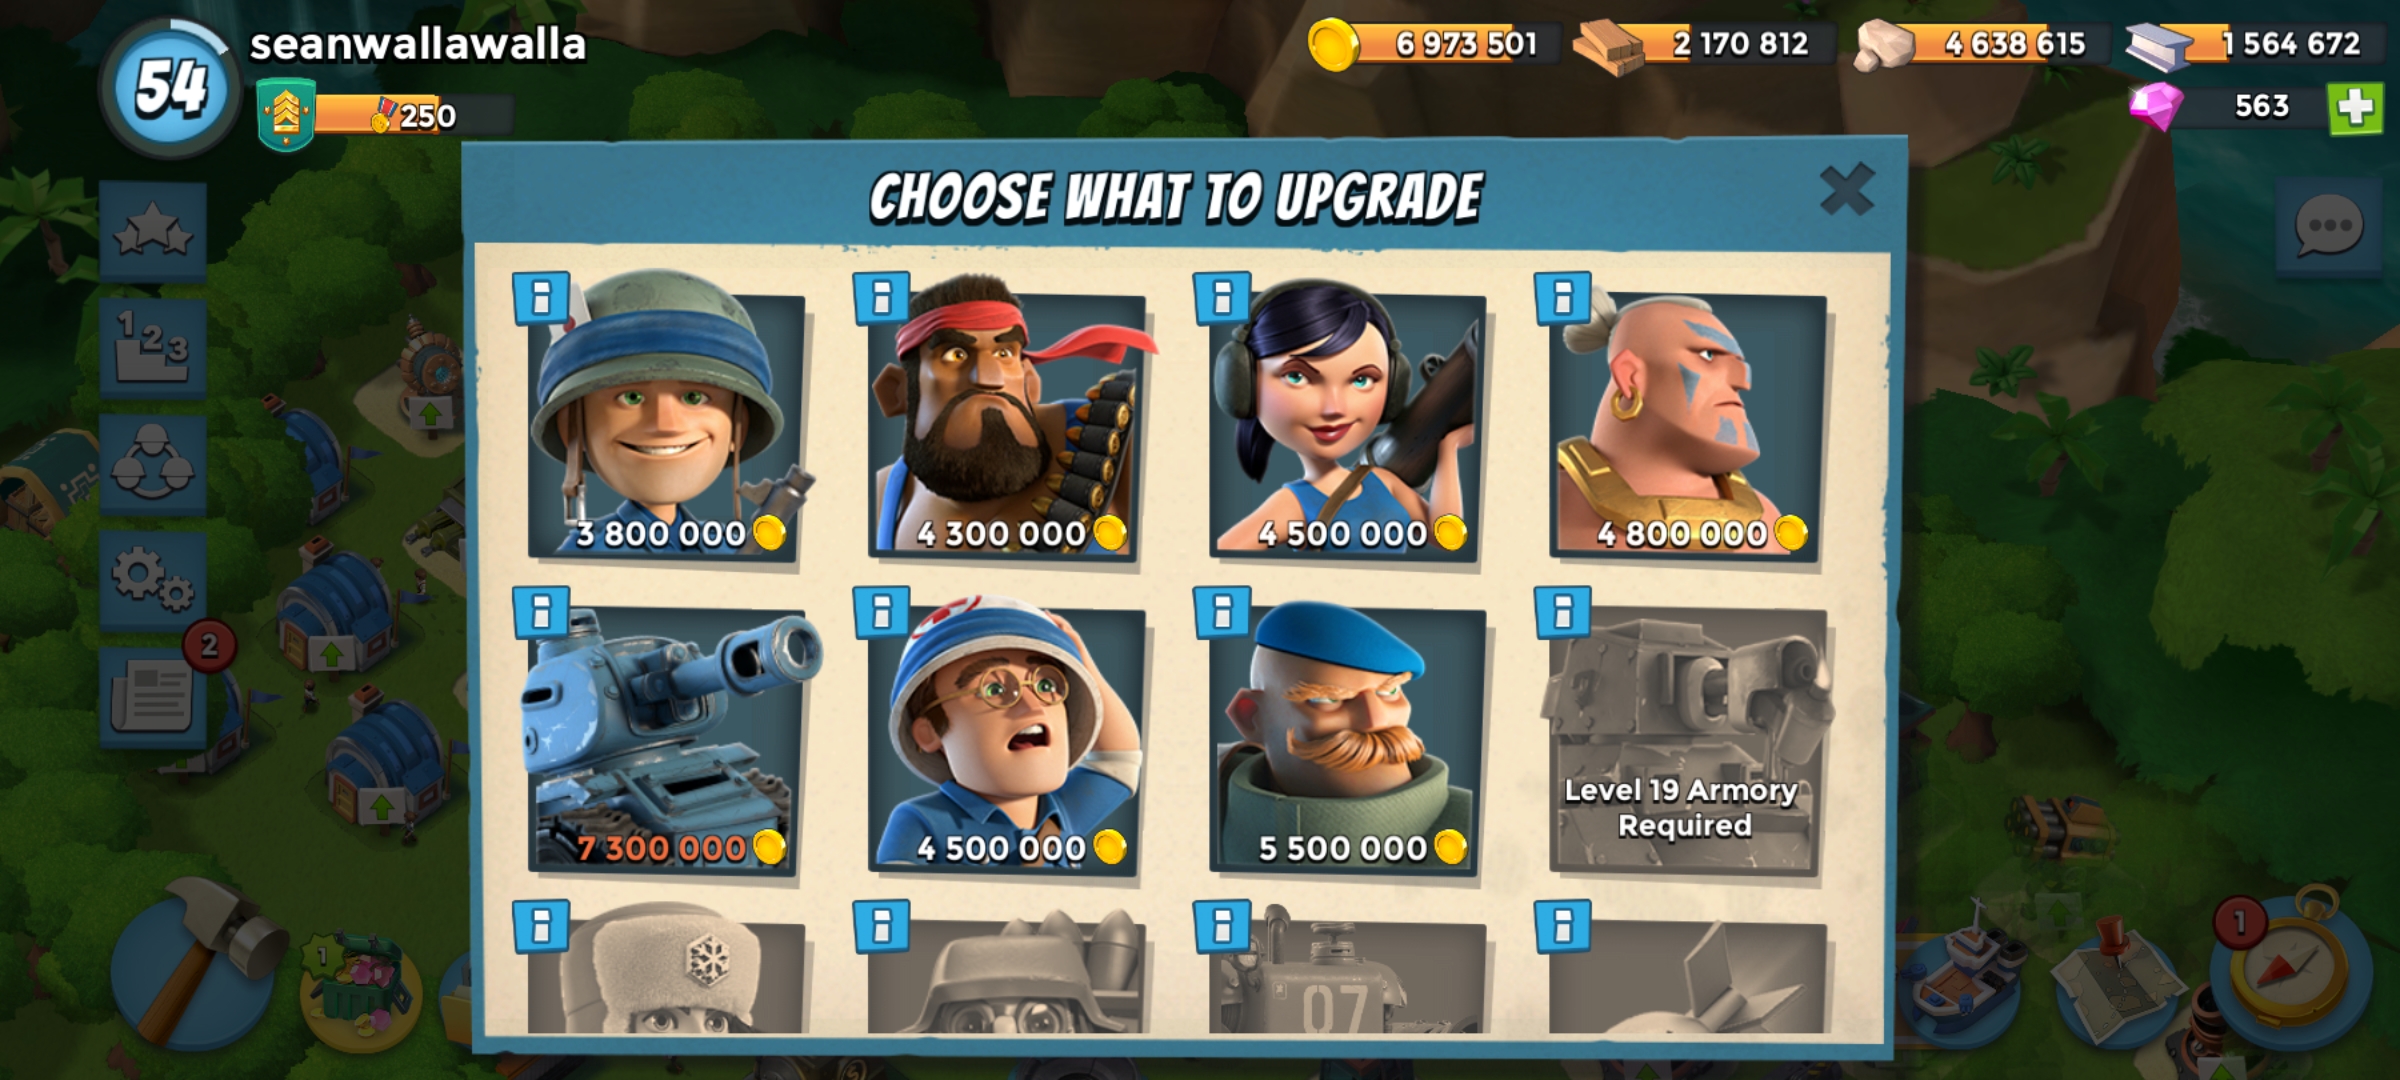 54
seanwallawalla
250
6 973 501
2 170 812
4 638 615
1 564 672
563
CHOOSE WHAT TO UPGRADE
123
2
3 800 000
4 300 000
4 500 000
4 800 000
7 300 000
4 500 000
5 500 000
Level 19 Armory
Required
07
1
1